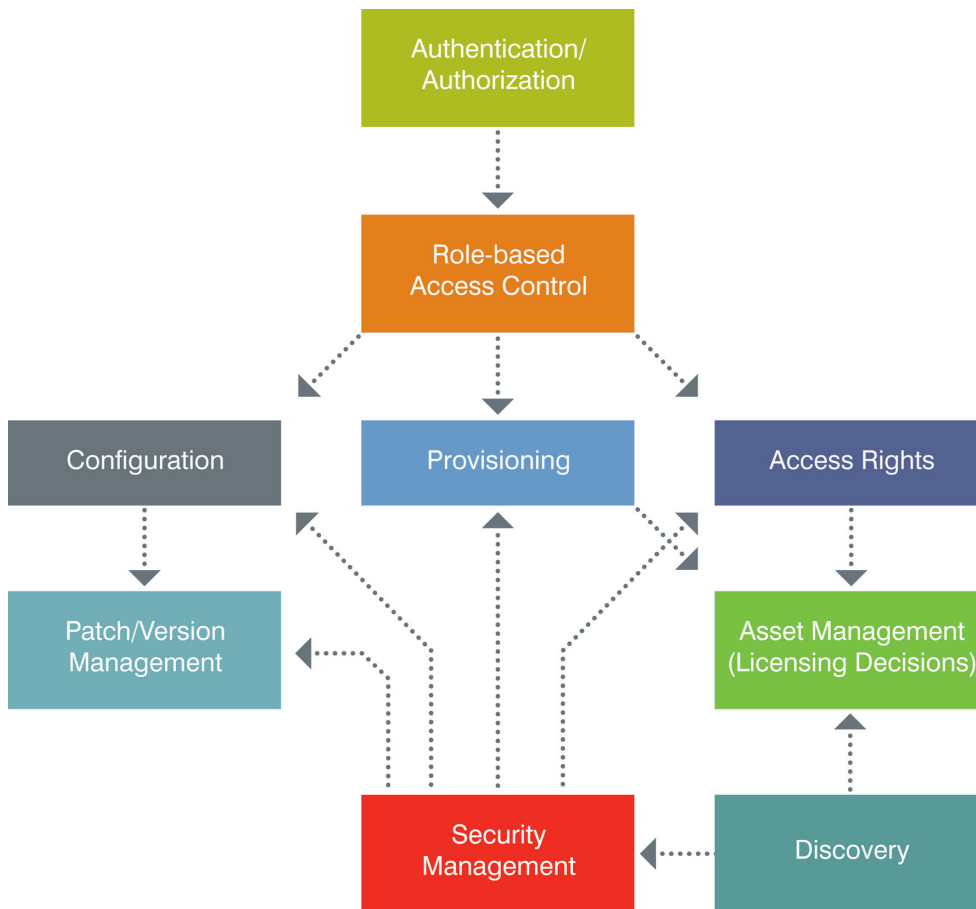 Authentication/
Authorization
Role-based
Access Control
Configuration
Provisioning
Access Rights
Patch/Version
Management
Asset Management
(Licensing Decisions)
Security
Management
Discovery